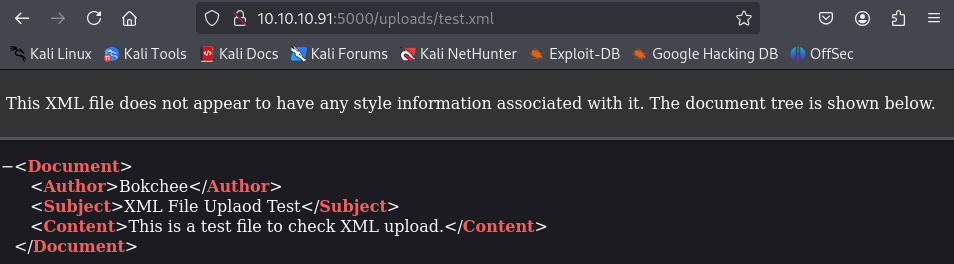 10.10.10.91:5000/uploads/test.xml
Kali Linux Kali Tools Kali Docs Kali Forums Kali NetHunter Exploit-DB Google Hacking DB OffSec
This XML file does not appear to have any style information associated with it. The document tree is shown below.
−<Document>
<Author>Bokchee</Author>
<Subject>XML File Uplaod Test</Subject>
<Content>This is a test file to check XML upload.</Content>
</Document>